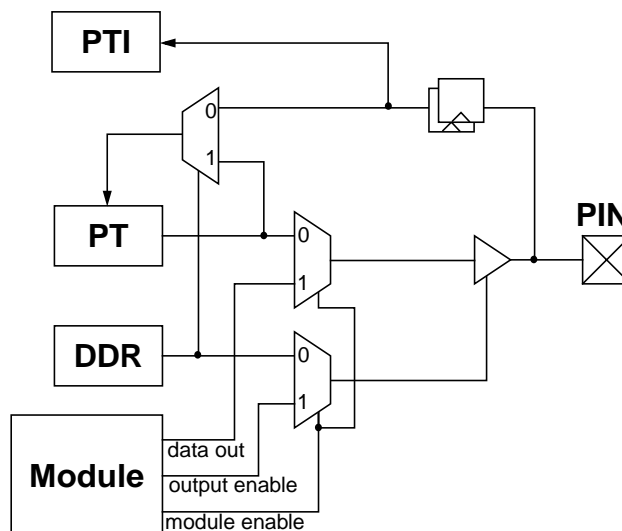 PTI
0
1
PT
0
1
PIN
DDR
0
1
Module
data out
output enable
module enable